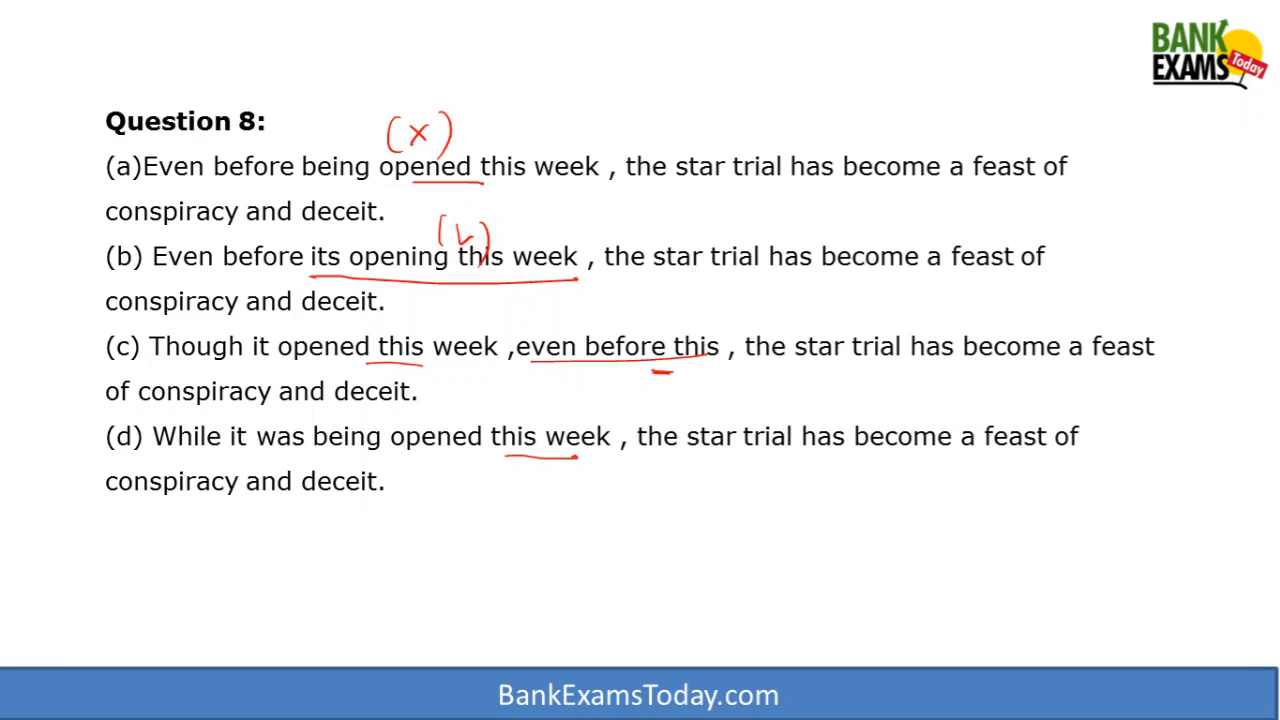 BANK
EXAMS
Today
Question 8:
(x)
(a)Even before being opened this week , the star trial has become a feast of
conspiracy and deceit.
(b) Even before its opening this week , the star trial has become a feast of
conspiracy and deceit.
(c) Though it opened this week ,even before this , the star trial has become a feast
of conspiracy and deceit.
(d) While it was being opened this week , the star trial has become a feast of
conspiracy and deceit.
BankExamsToday.com